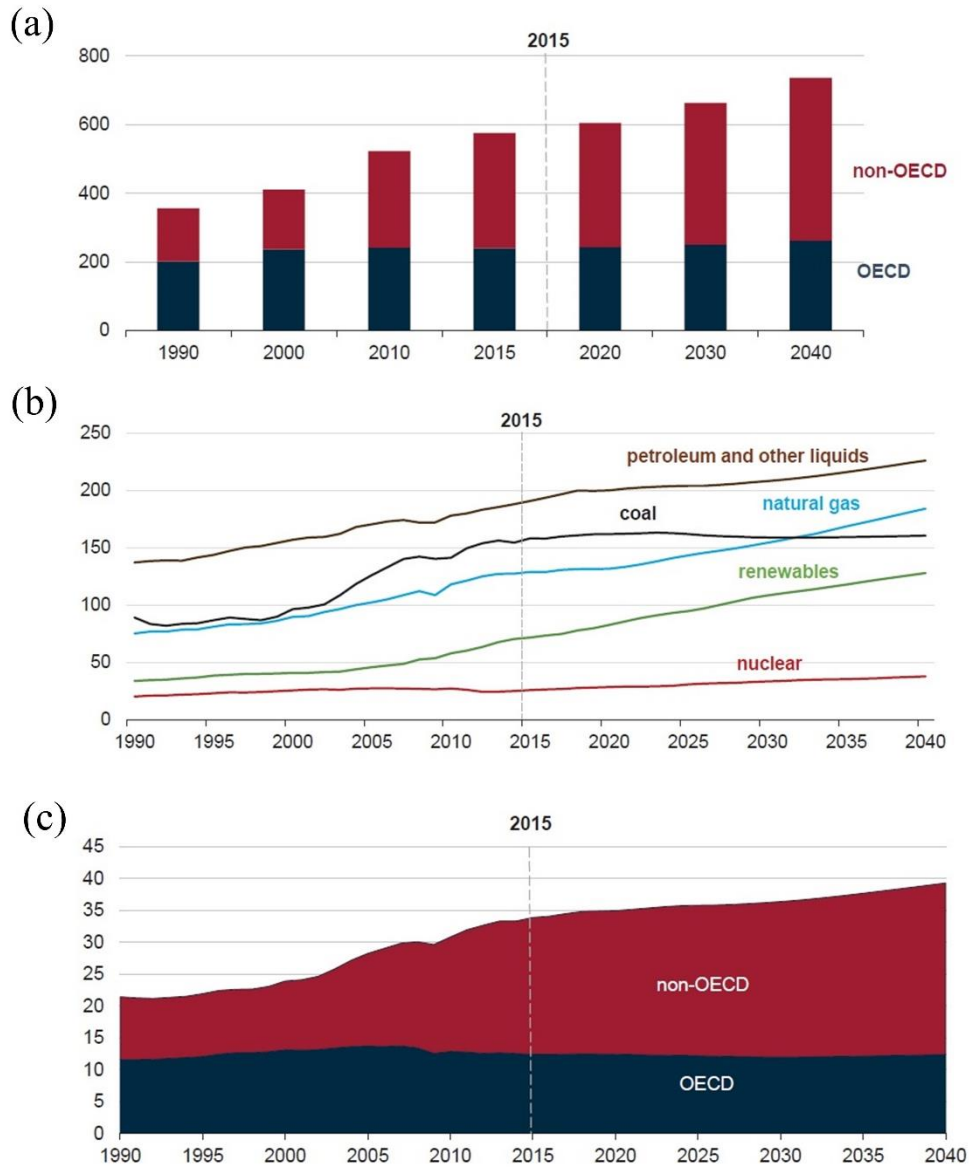 (a)
2015
800
600
400
200
0
non-OECD
OECD
1990 2000 2010 2015 2020 2030 2040
(b)
2015
250
200
150
100
50
0
petroleum and other liquids
natural gas
coal
renewables
nuclear
1990 1995 2000 2005 2010 2015 2020 2025 2030 2035 2040
(c)
2015
45
40
35
30
25
20
15
10
5
0
non-OECD
OECD
1990 1995 2000 2005 2010 2015 2020 2025 2030 2035 2040